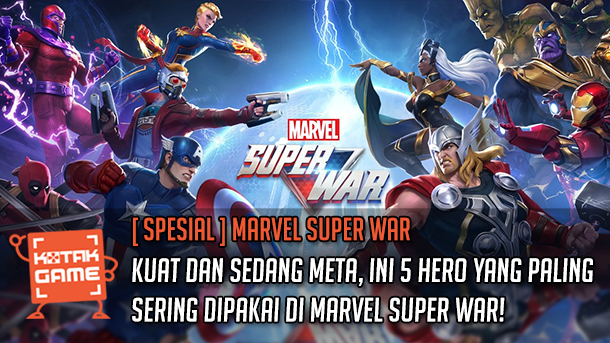 MARVEL
SUPER WAR
[ SPESIAL ] MARVEL SUPER WAR
KOTAK
GAME
KUAT DAN SEDANG META, INI 5 HERO YANG PALING
SERING DIPAKAI DI MARVEL SUPER WAR!